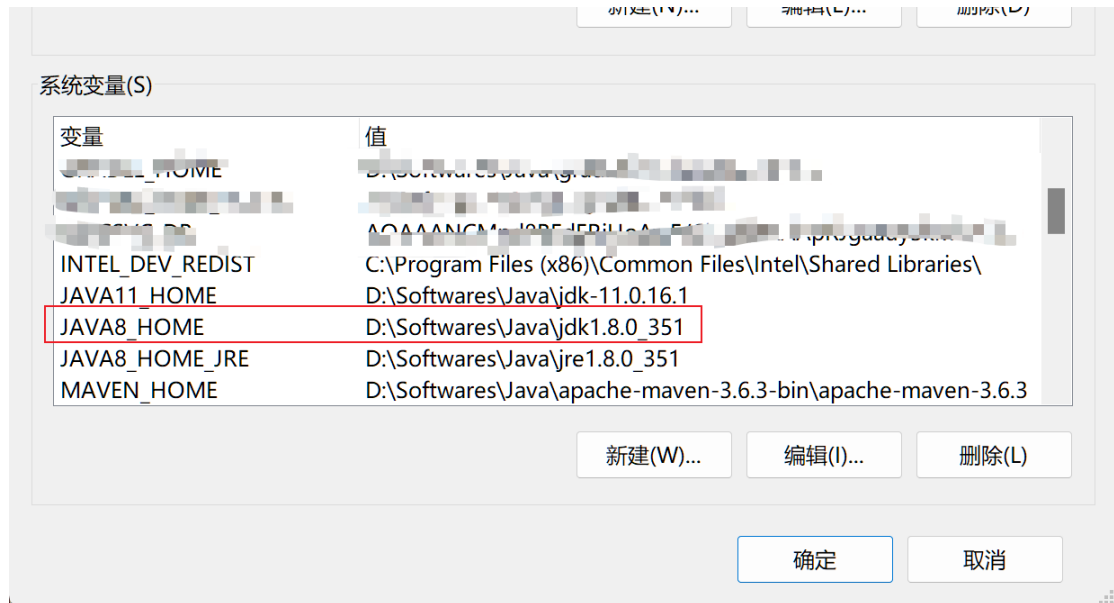 新建(N)...
编辑(E)...
删除(D)
系统变量(S)
变量 值
INTEL_DEV_REDIST C:\Program Files (x86)\Common Files\Intel\Shared Libraries\
JAVA11_HOME D:\Softwares\Java\jdk-11.0.16.1
JAVA8_HOME D:\Softwares\Java\jdk1.8.0_351
JAVA8_HOME_JRE D:\Softwares\Java\jre1.8.0_351
MAVEN_HOME D:\Softwares\Java\apache-maven-3.6.3-bin\apache-maven-3.6.3
新建(W)...
编辑(I)...
删除(L)
确定
取消